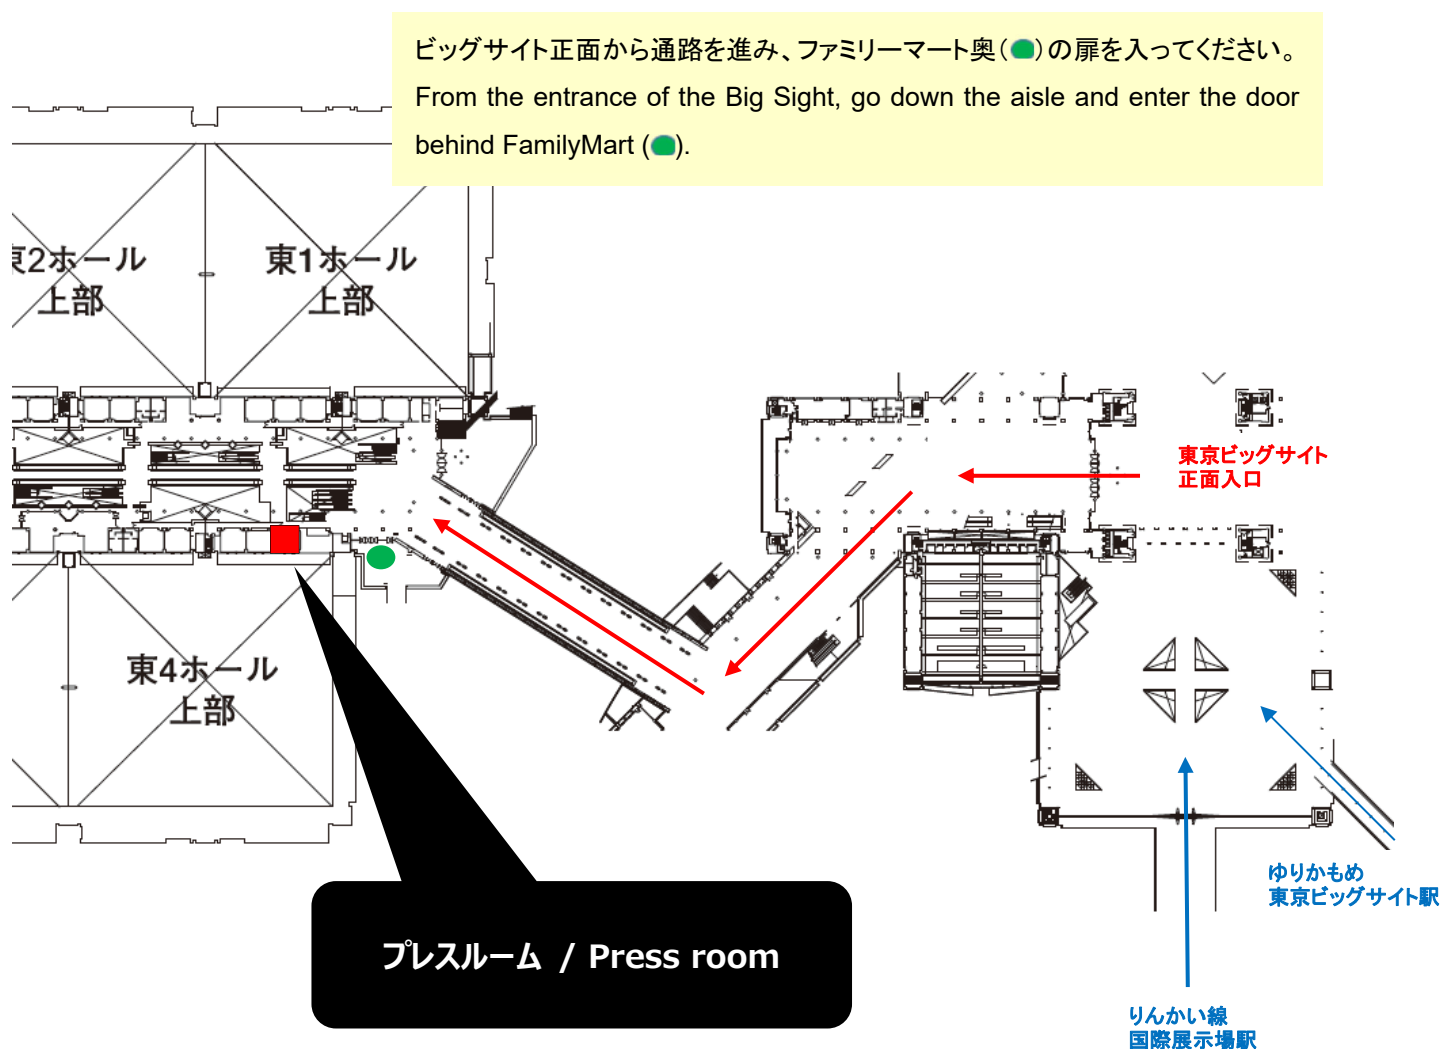 ビッグサイト正面から通路を進み、ファミリーマート奥（）の扉を入ってください。
From the entrance of the Big Sight, go down the aisle and enter the door
behind FamilyMart ().
東2ホール
上部
東1ホール
上部
東京ビッグサイト
正面入口
東4ホール
上部
ゆりかもめ
東京ビッグサイト駅
プレスルーム / Press room
りんかい線
国際展示場駅